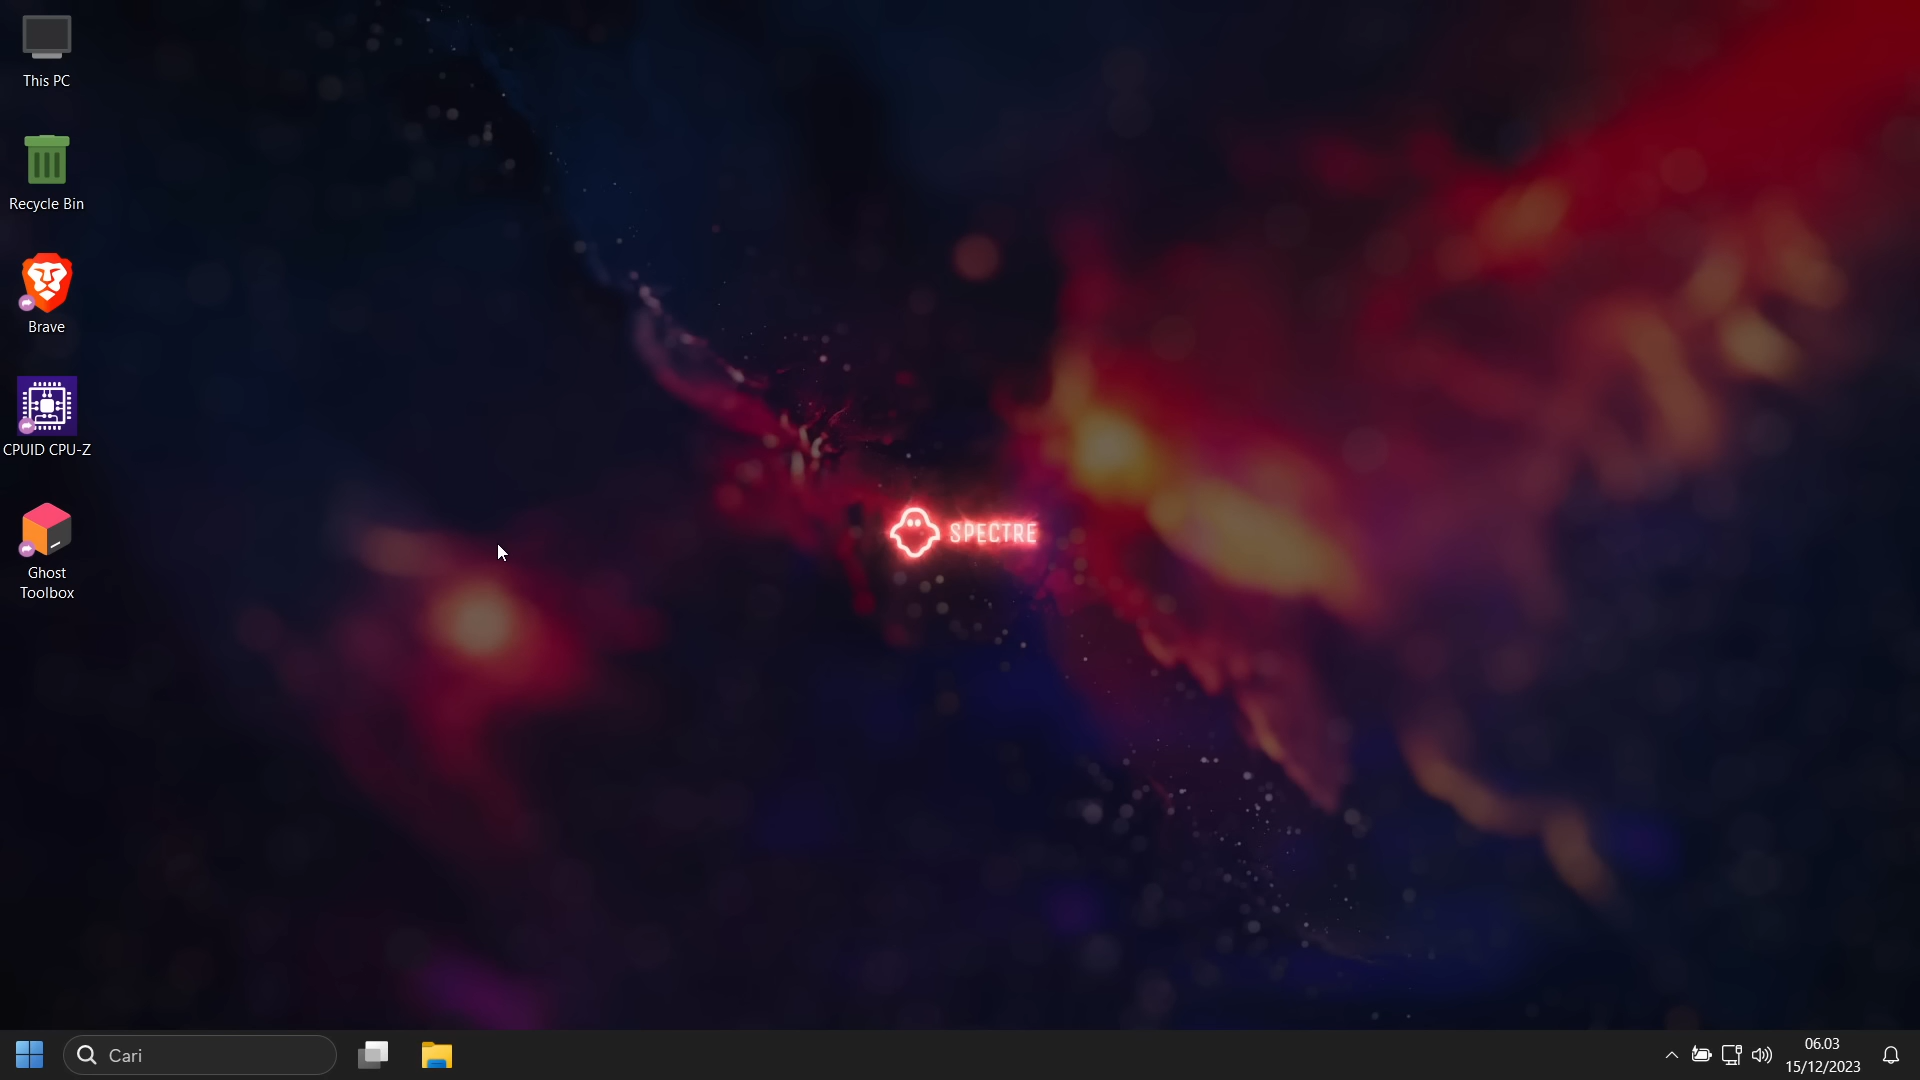 This PC
Recycle Bin
Brave
CPUID CPU-Z
Ghost
Toolbox
SPECTRE
Cari
06.03
15/12/2023